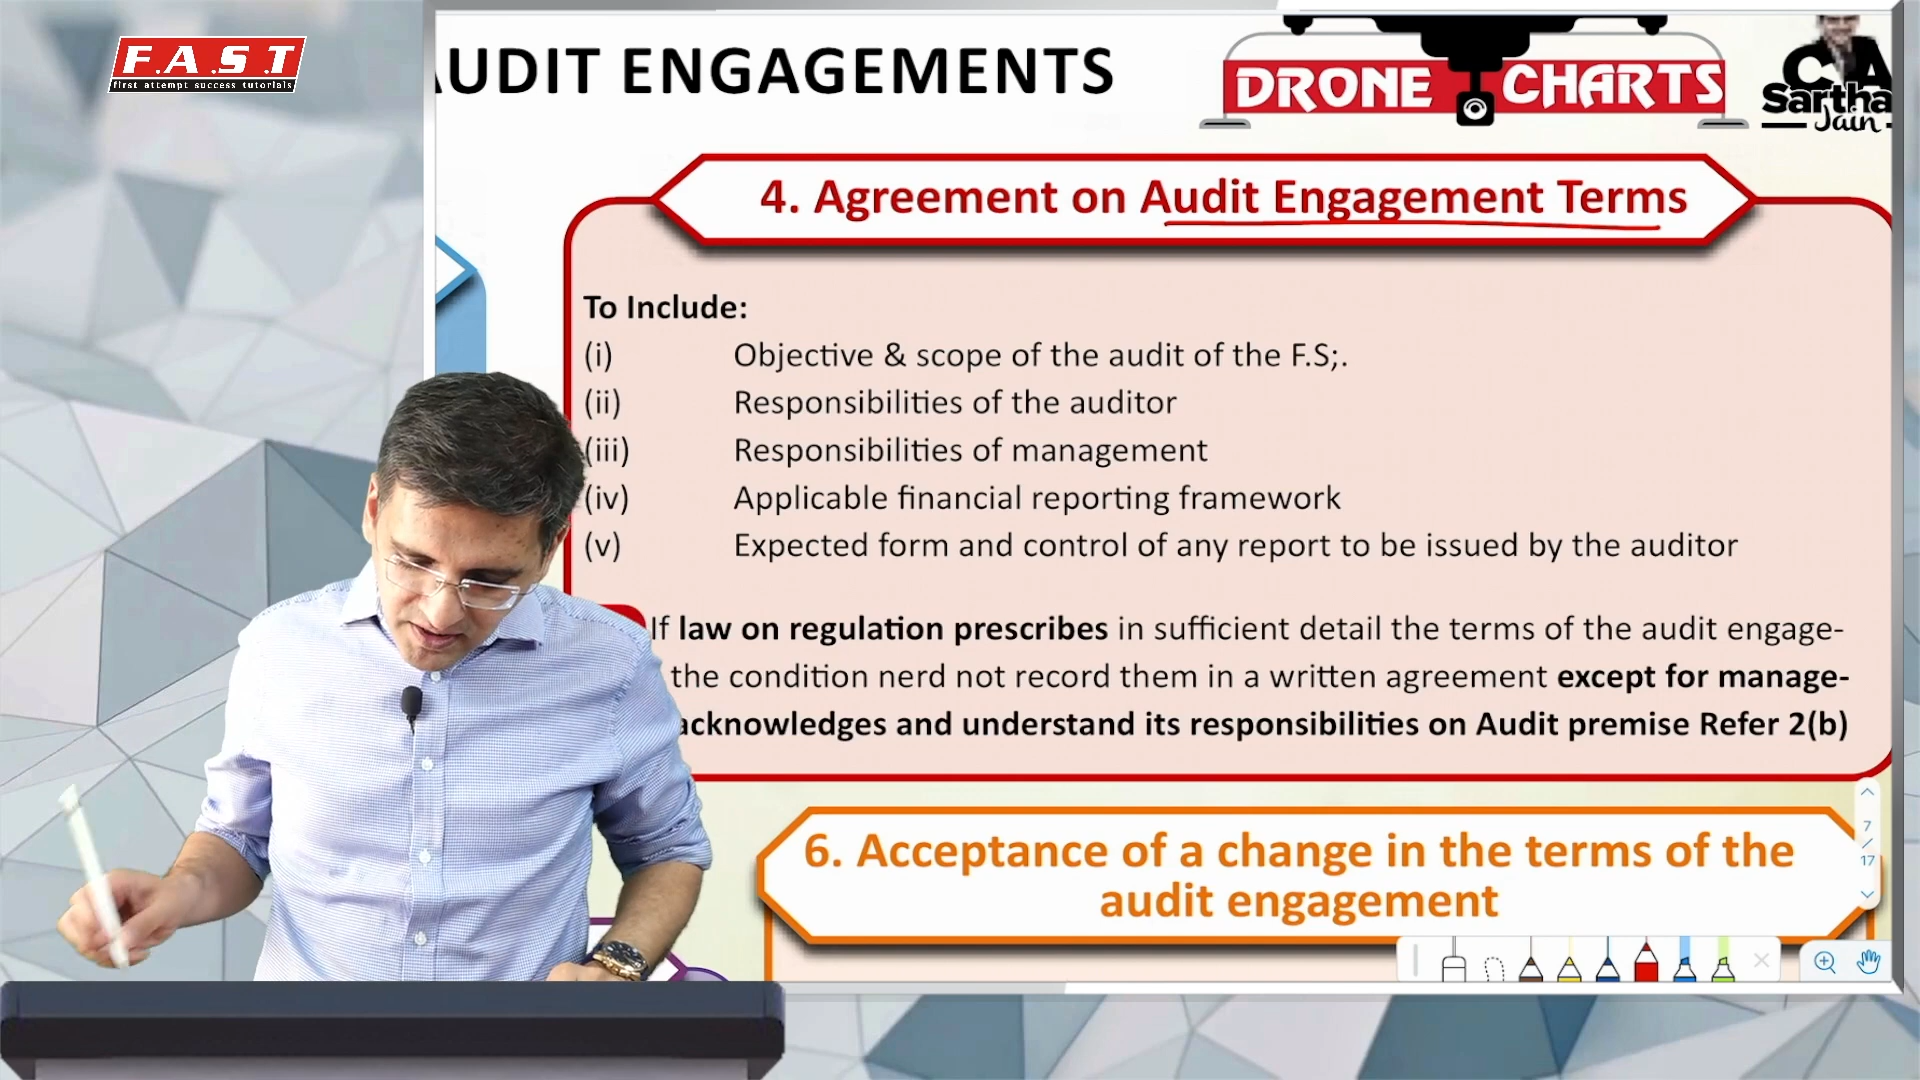 F.A.S.T
first attempt success tutorials
AUDIT ENGAGEMENTS
DRONE CHARTS
CA
Sartha
Jain
4. Agreement on Audit Engagement Terms
To Include:
(i) Objective & scope of the audit of the F.S;.
(ii) Responsibilities of the auditor
(iii) Responsibilities of management
(iv) Applicable financial reporting framework
(v) Expected form and control of any report to be issued by the auditor
If law on regulation prescribes in sufficient detail the terms of the audit engage-
the condition nerd not record them in a written agreement except for manage-
acknowledges and understand its responsibilities on Audit premise Refer 2(b)
6. Acceptance of a change in the terms of the
audit engagement
7
/
17